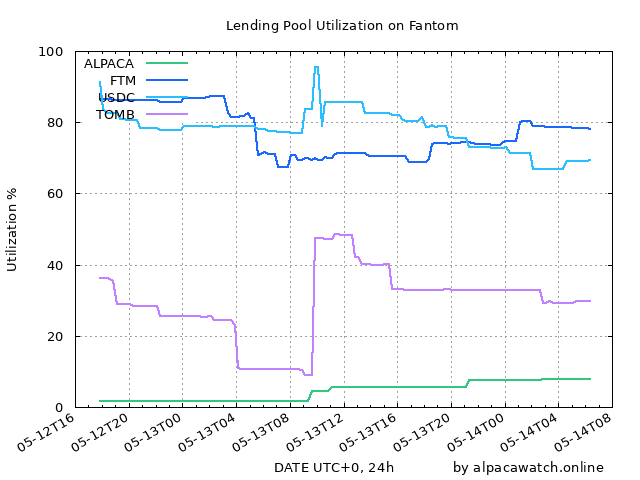 Lending Pool Utilization on Fantom
100
80
60
40
20
0
Utilization %
ALPACA
FTM
USDC
TOMB
05-12T16
05-12T20
05-13T00
05-13T04
05-13T08
05-13T12
05-13T16
05-13T20
05-14T00
05-14T04
05-14T08
DATE UTC+0, 24h
by alpacawatch.online